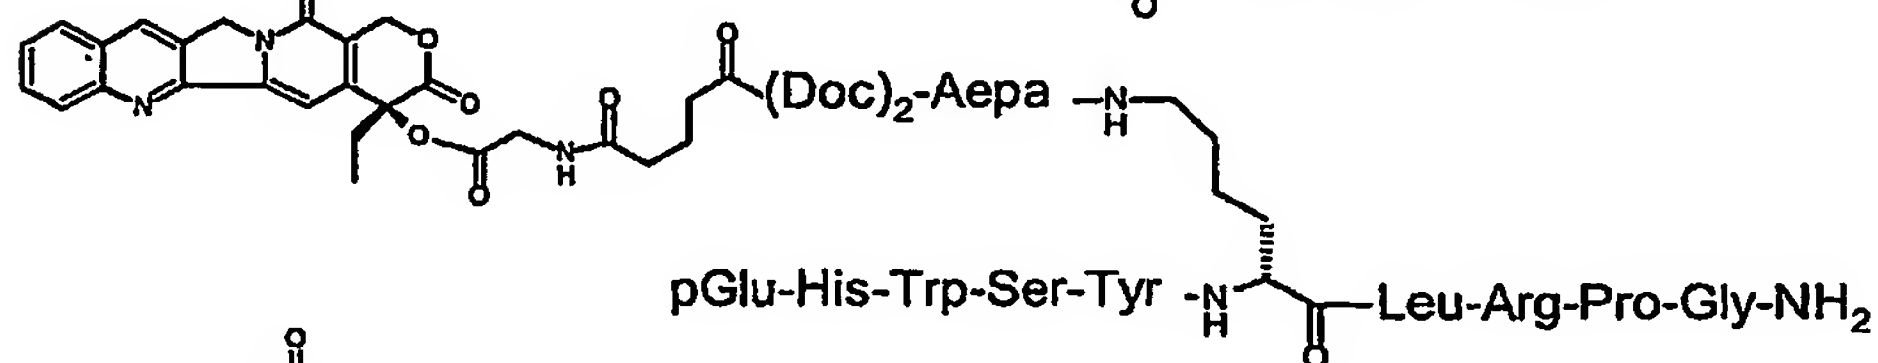 O
N
O
O
N
O
O
N
H
O
O
(Doc)2-Aepa
N
H
pGlu-His-Trp-Ser-Tyr
N
H
O
Leu-Arg-Pro-Gly-NH2
O